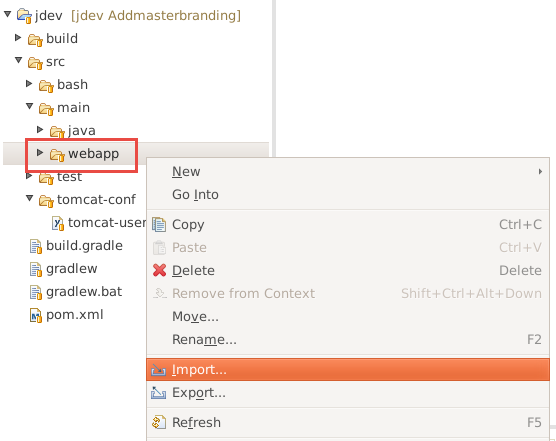 jdev [jdev Addmasterbranding]
build
src
bash
main
java
webapp
test
tomcat-conf
tomcat-user
build.gradle
gradlew
gradlew.bat
pom.xml
New
Go Into
Copy Ctrl+C
Paste Ctrl+V
Delete Delete
Remove from Context Shift+Ctrl+Alt+Down
Move...
Rename... F2
Import...
Export...
Refresh F5